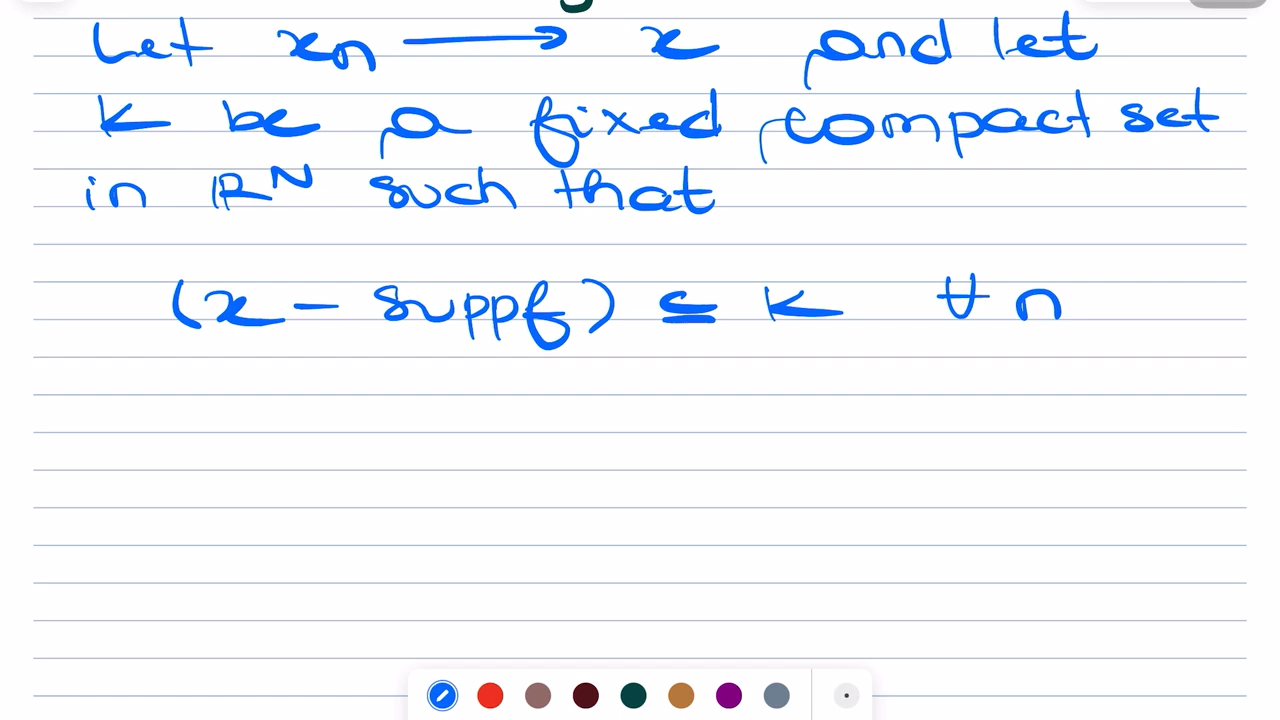 Let xn ⟶ x and let
K be a fixed compact set
in ℝᴺ such that
(x − suppf) ⊆ K ∀ n